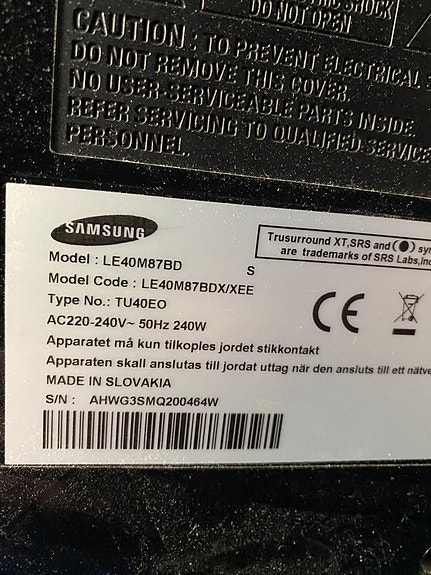 SHOCK
DO NOT OPEN
CAUTION : TO PREVENT ELECTRICAL
DO NOT REMOVE THIS COVER.
NO USER-SERVICEABLE PARTS INSIDE.
REFER SERVICING TO QUALIFIED SERVICE
PERSONNEL.
SAMSUNG
Trusurround XT,SRS and
are trademarks of SRS Labs,Inc
Model : LE40M87BD
S
Model Code : LE40M87BDX/XEE
Type No.: TU40EO
AC220-240V~ 50Hz 240W
CE
Apparatet må kun tilkoples jordet stikkontakt
Apparaten skall anslutas till jordat uttag när den ansluts till ett
MADE IN SLOVAKIA
S/N : AHWG3SMQ200464W